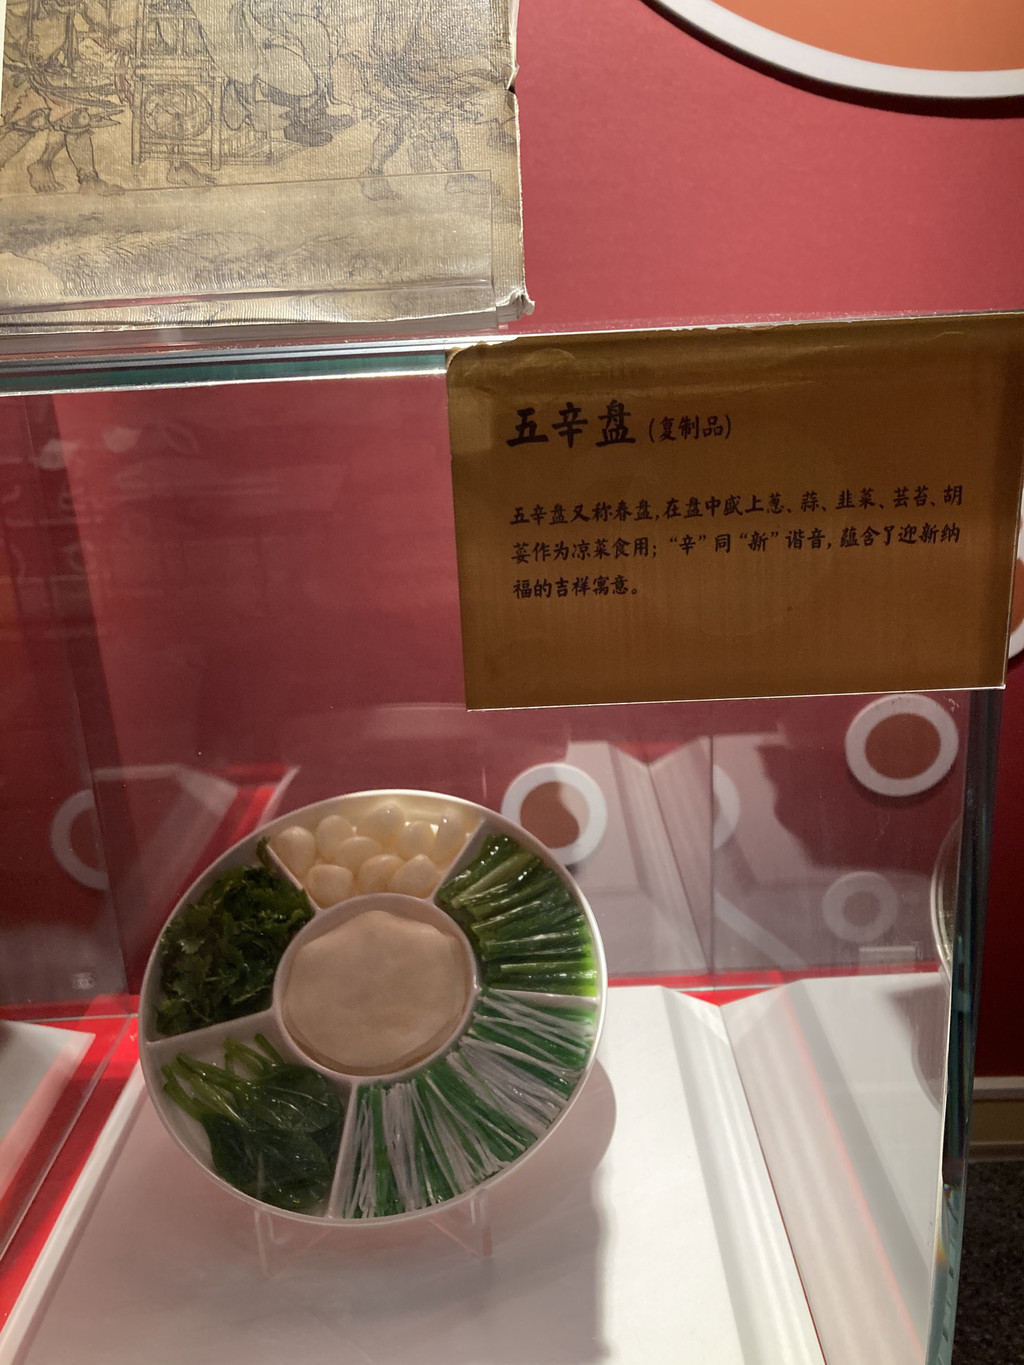 五辛盘（复制品）
五辛盘又称春盘，在盘中盛上葱、蒜、韭菜、芸苔、胡
荽作为凉菜食用；“辛”同“新”谐音，蕴含了迎新纳
福的吉祥寓意。